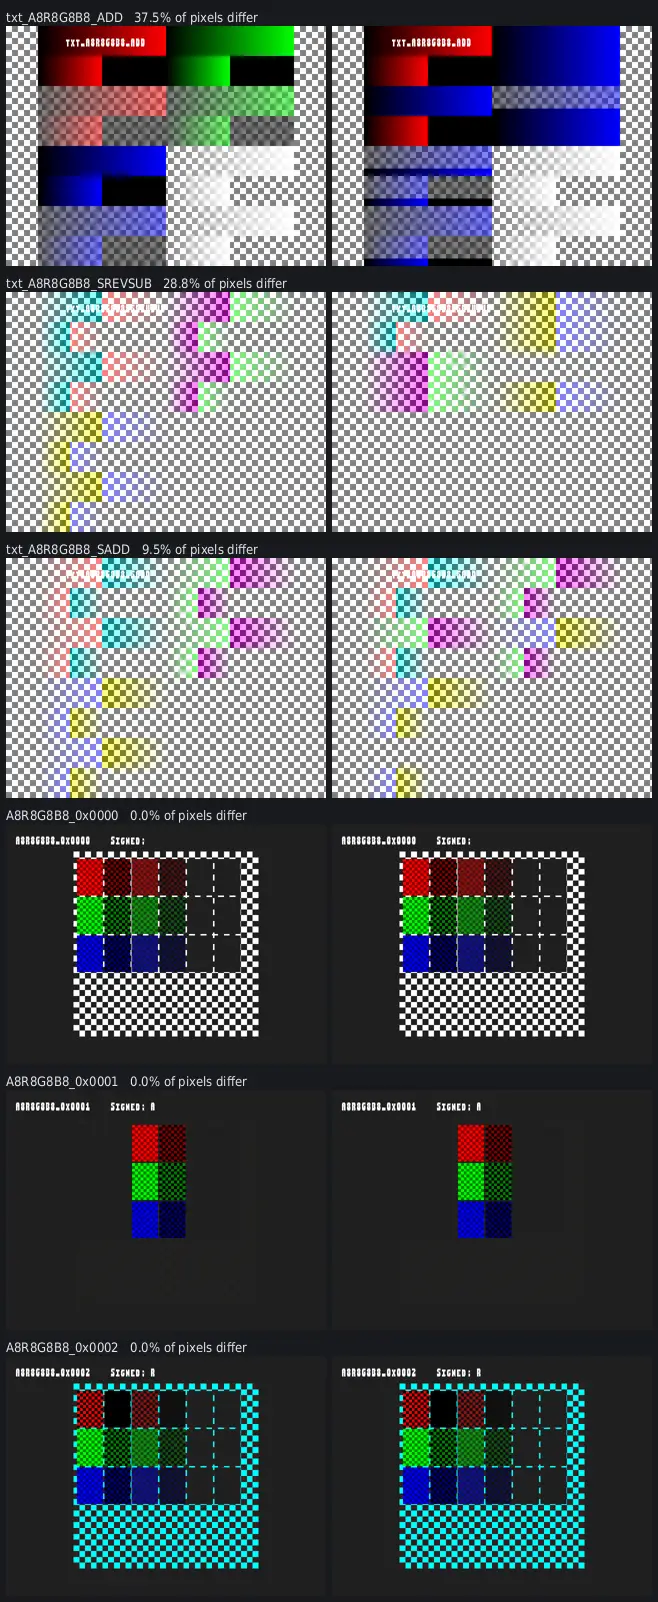 txt_A8R8G8B8_ADD 37.5% of pixels differ
TXT_A8R8G8B8_ADD TXT_A8R8G8B8_ADD
txt_A8R8G8B8_SREVSUB 28.8% of pixels differ
txt_A8R8G8B8_SADD 9.5% of pixels differ
A8R8G8B8_0x0000 0.0% of pixels differ
A8R8G8B8_0x0000 Signed: A8R8G8B8_0x0000 Signed:
A8R8G8B8_0x0001 0.0% of pixels differ
A8R8G8B8_0x0001 Signed: A A8R8G8B8_0x0001 Signed: A
A8R8G8B8_0x0002 0.0% of pixels differ
A8R8G8B8_0x0002 Signed: R A8R8G8B8_0x0002 Signed: R